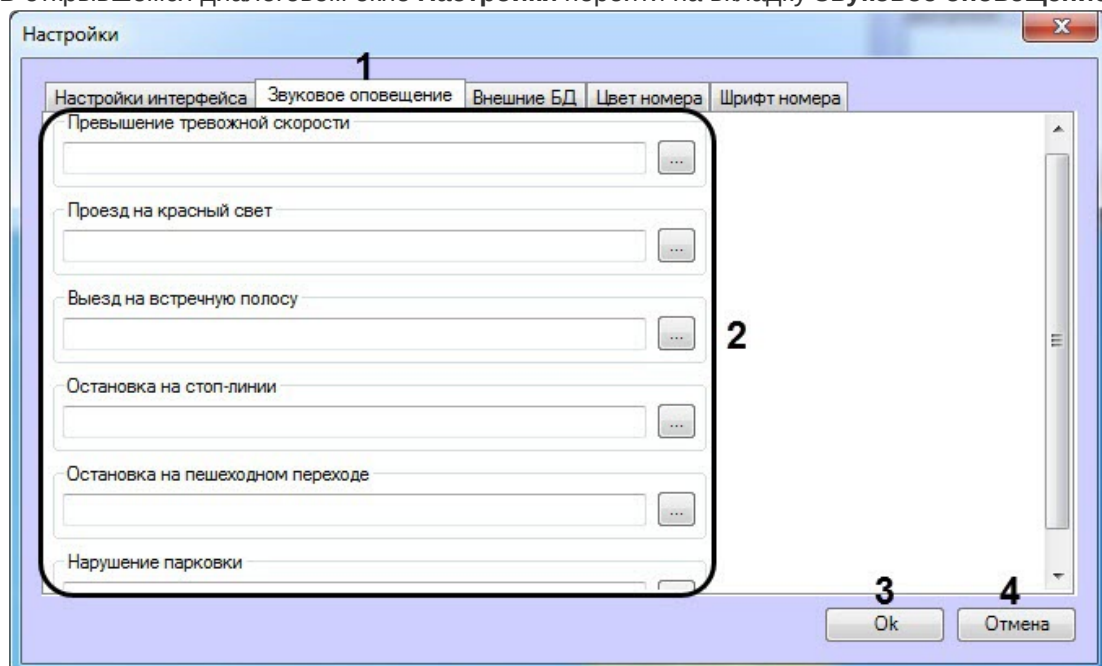 В открывшемся диалоговом окне Настройки перейти на вкладку Звуковое оповещение
Настройки
1
Настройки интерфейса Звуковое оповещение Внешние БД Цвет номера Шрифт номера
Превышение тревожной скорости
...
Проезд на красный свет
...
Выезд на встречную полосу
...
2
Остановка на стоп-линии
...
Остановка на пешеходном переходе
...
Нарушение парковки
3 4
Ok Отмена